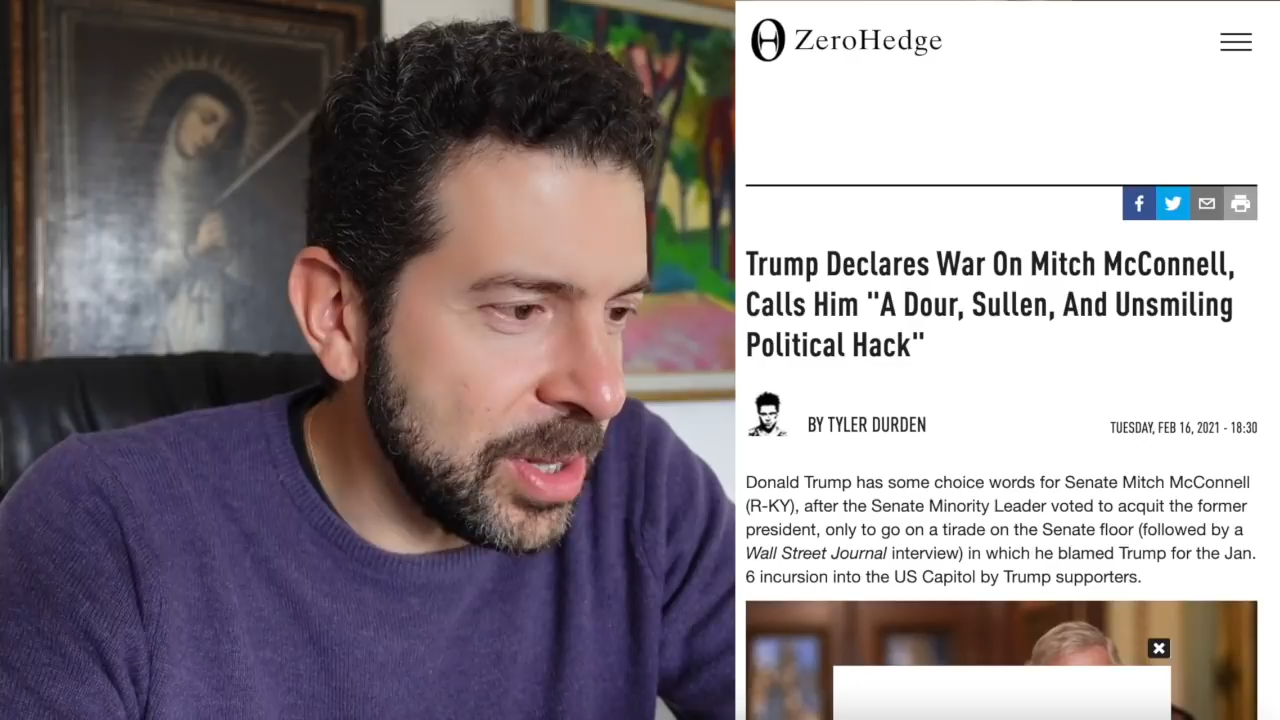 ZeroHedge
Trump Declares War On Mitch McConnell,
Calls Him "A Dour, Sullen, And Unsmiling
Political Hack"
BY TYLER DURDEN
TUESDAY, FEB 16, 2021 - 18:30
Donald Trump has some choice words for Senate Mitch McConnell
(R-KY), after the Senate Minority Leader voted to acquit the former
president, only to go on a tirade on the Senate floor (followed by a
Wall Street Journal interview) in which he blamed Trump for the Jan.
6 incursion into the US Capitol by Trump supporters.